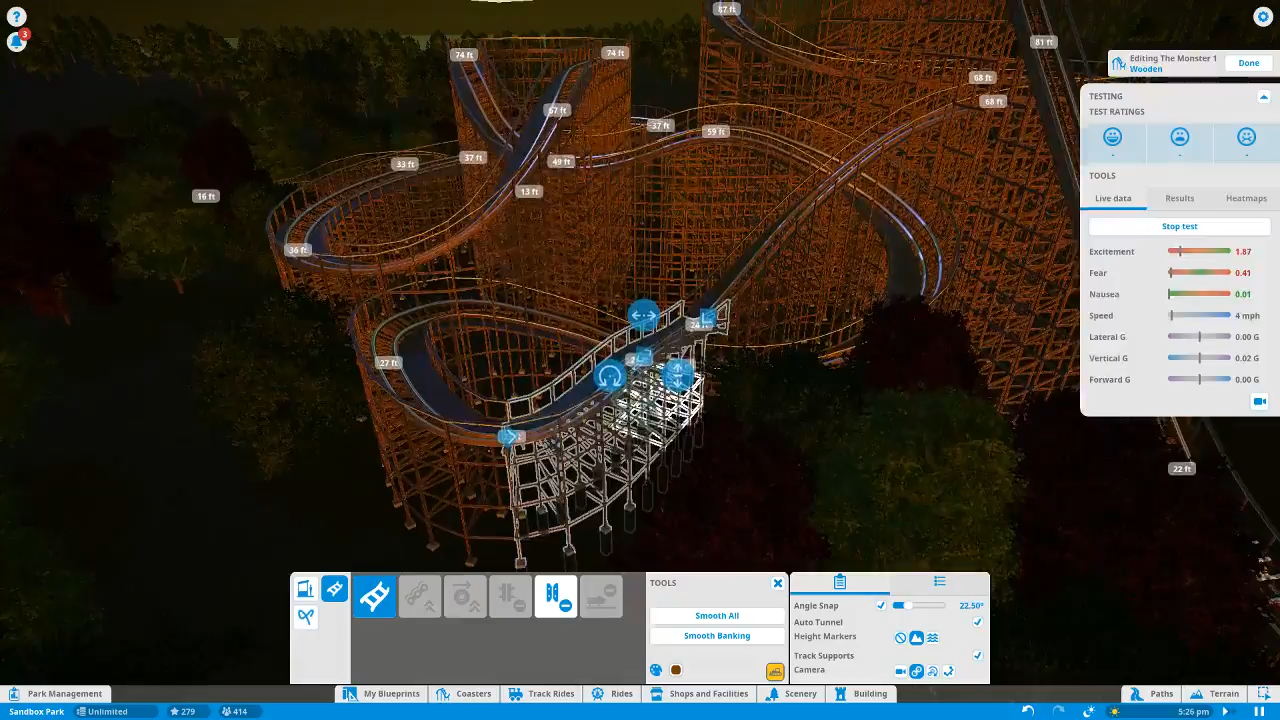 ?
3
87 ft
74 ft
74 ft
81 ft
Editing The Monster 1
Wooden
Done
68 ft
68 ft
67 ft
TESTING
TEST RATINGS
37 ft
59 ft
33 ft
37 ft
49 ft
13 ft
16 ft
36 ft
- - -
TOOLS
Live data Results Heatmaps
Stop test
Excitement 1.87
Fear 0.41
Nausea 0.01
Speed 4 mph
Lateral G 0.00 G
Vertical G 0.02 G
Forward G 0.00 G
27 ft
22 ft
TOOLS
Smooth All
Smooth Banking
Angle Snap 22.50°
Auto Tunnel
Height Markers
Track Supports
Camera
Park Management My Blueprints Coasters Track Rides Rides Shops and Facilities Scenery Building Paths Terrain
Sandbox Park Unlimited 279 414 5:26 pm